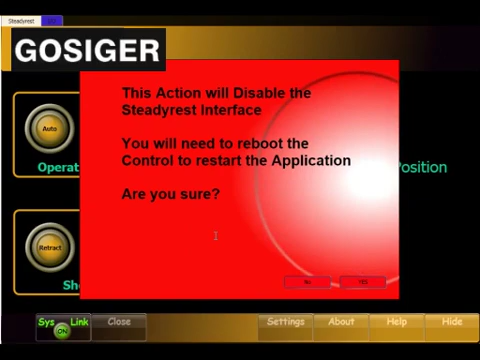 Steadyrest
I/O
GOSIGER
This Action will Disable the
Steadyrest Interface
You will need to reboot the
Control to restart the Application
Are you sure?
Auto
Operat
Position
Retract
Sh
No
YES
Sys Link
ON
Close
Settings
About
Help
Hide